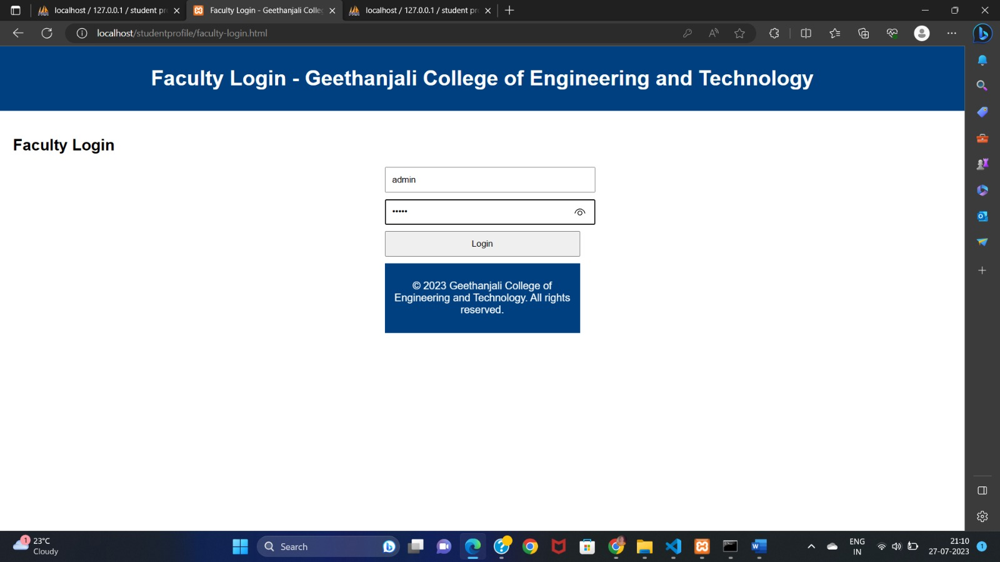 localhost / 127.0.0.1 / student pr
Faculty Login - Geethanjali Colle
localhost / 127.0.0.1 / student pr
localhost/studentprofile/faculty-login.html
Faculty Login - Geethanjali College of Engineering and Technology
Faculty Login
admin
•••••
Login
© 2023 Geethanjali College of
Engineering and Technology. All rights
reserved.
1
23°C
Cloudy
Search
ENG
IN
21:10
27-07-2023
1